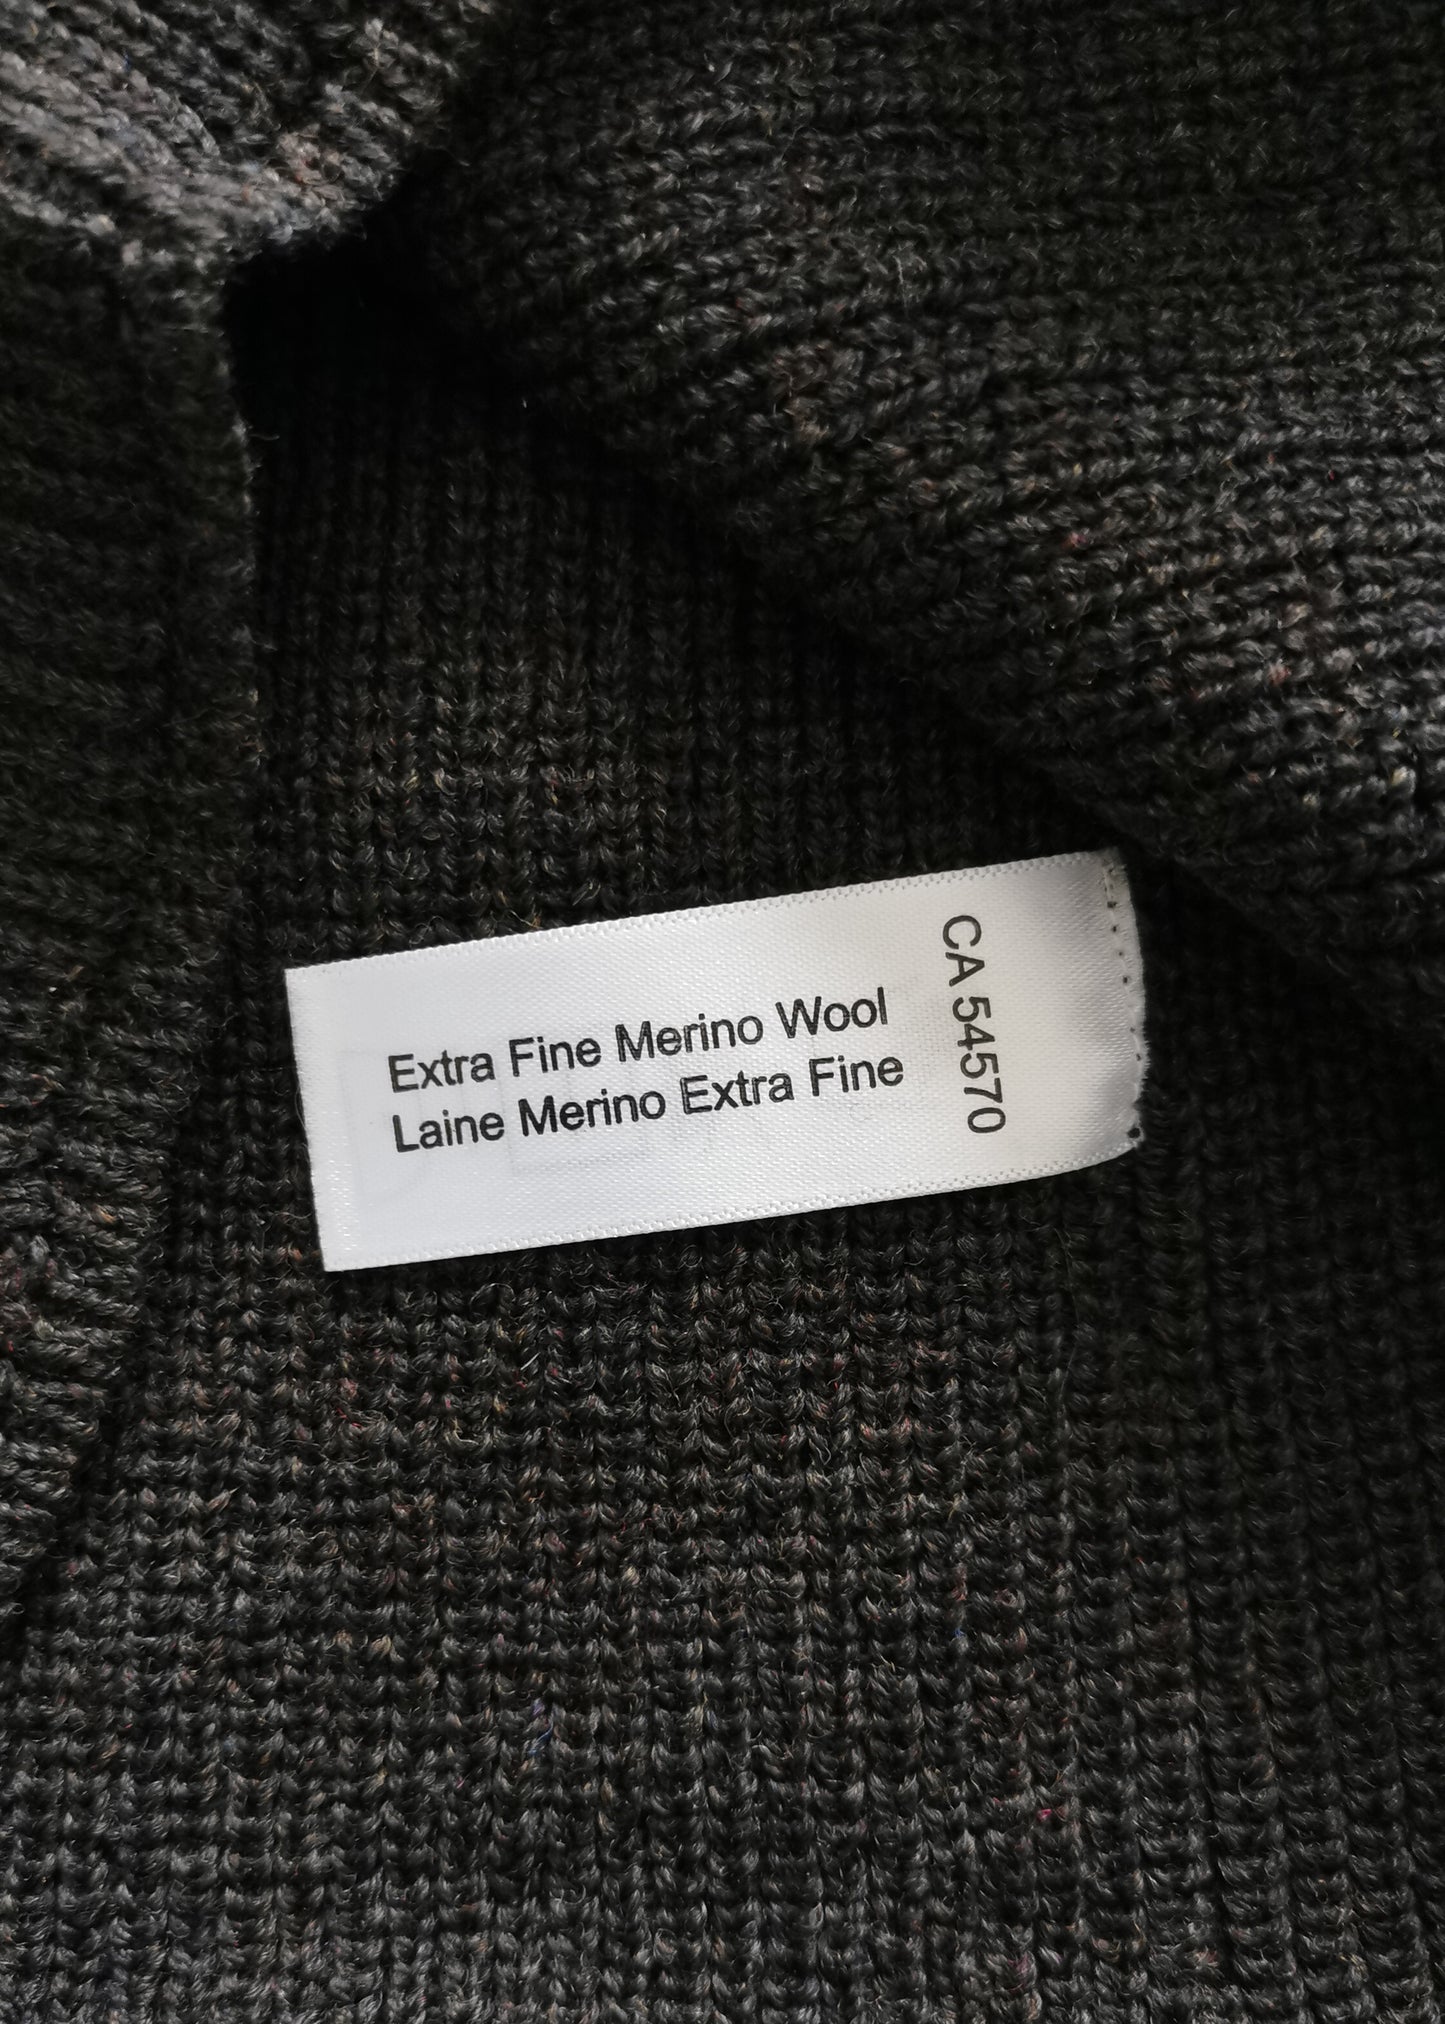 Extra Fine Merino Wool
Laine Merino Extra Fine
CA 54570